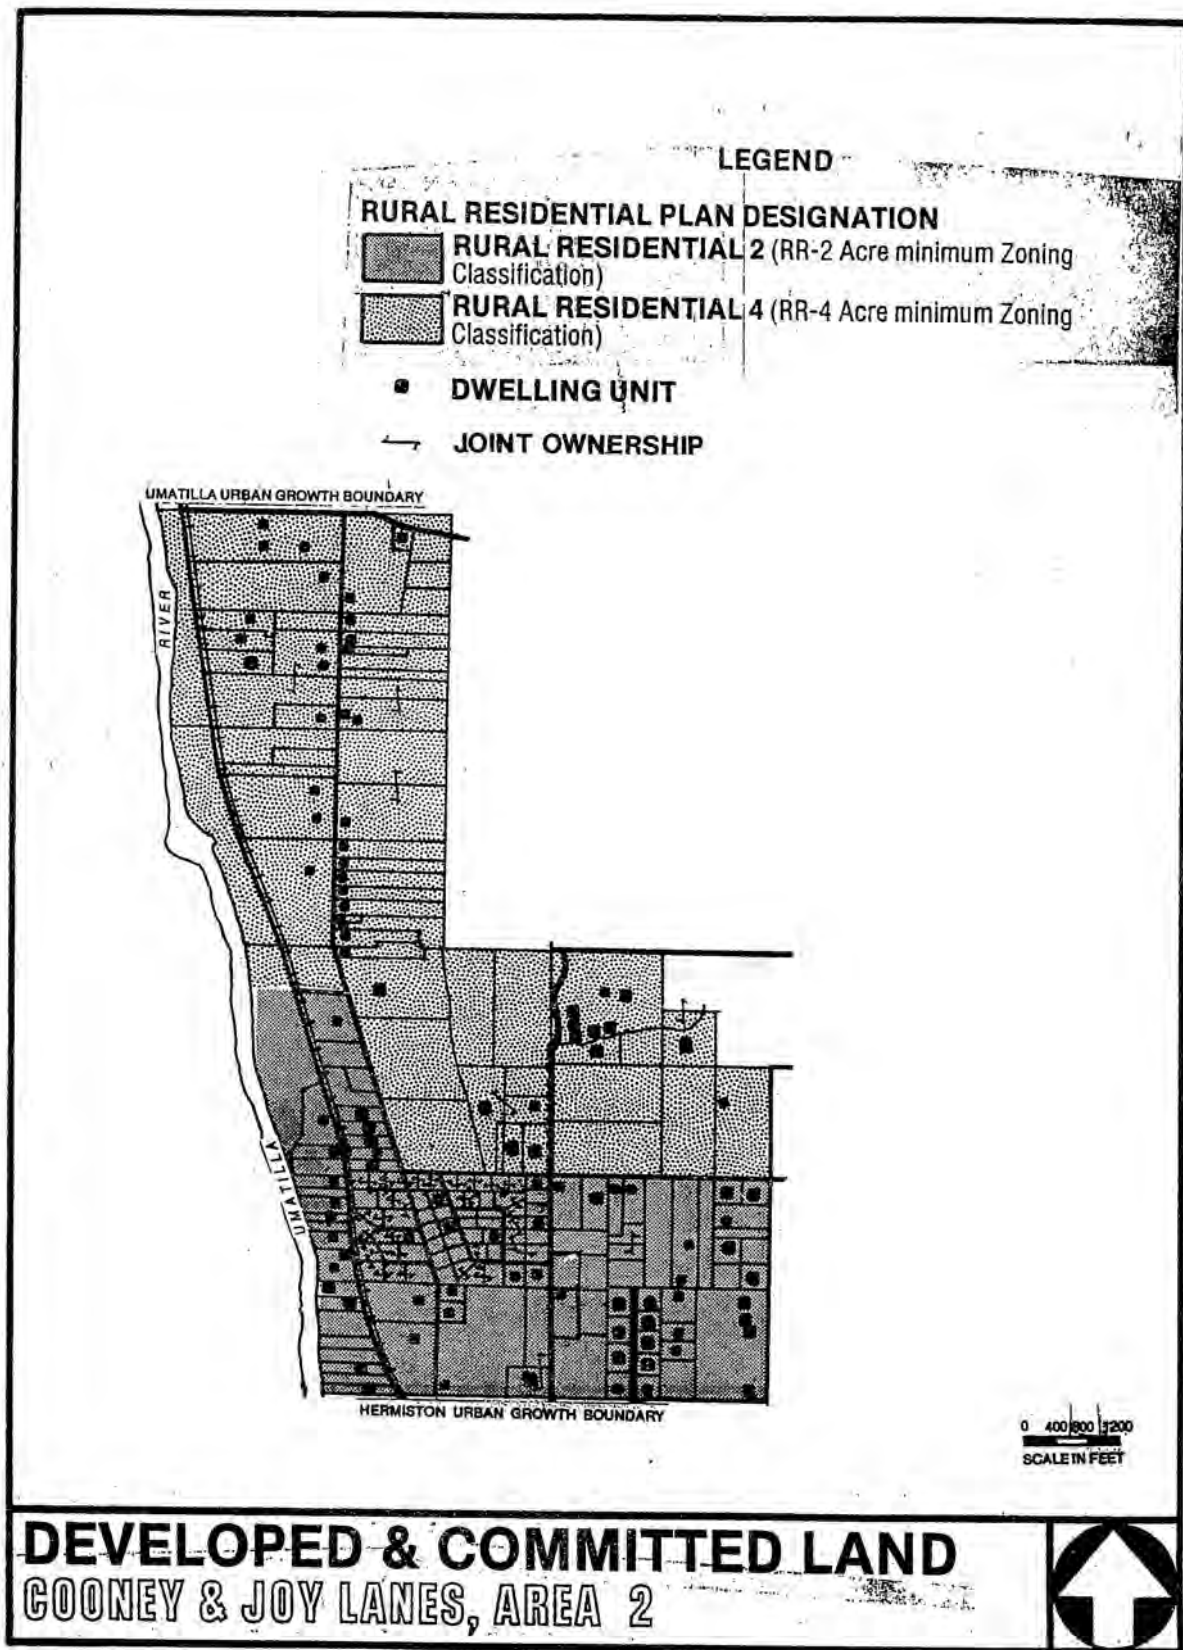 LEGEND
RURAL RESIDENTIAL PLAN DESIGNATION
RURAL RESIDENTIAL 2 (RR-2 Acre minimum Zoning
Classification)
RURAL RESIDENTIAL 4 (RR-4 Acre minimum Zoning
Classification)
DWELLING UNIT
JOINT OWNERSHIP
UMATILLA URBAN GROWTH BOUNDARY
RIVER
UMATILLA
HERMISTON URBAN GROWTH BOUNDARY
0 400 800 1200
SCALE IN FEET
DEVELOPED & COMMITTED LAND
COONEY & JOY LANES, AREA 2